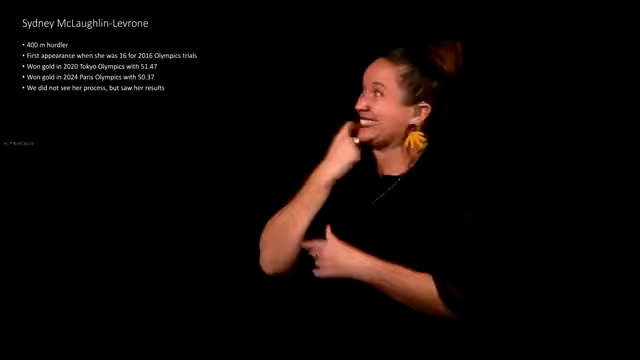 Sydney McLaughlin-Levrone
• 400 m hurdler
• First appearance when she was 16 for 2016 Olympics trials
• Won gold in 2020 Tokyo Olympics with 51.47
• Won gold in 2024 Paris Olympics with 50.37
• We did not see her process, but saw her results